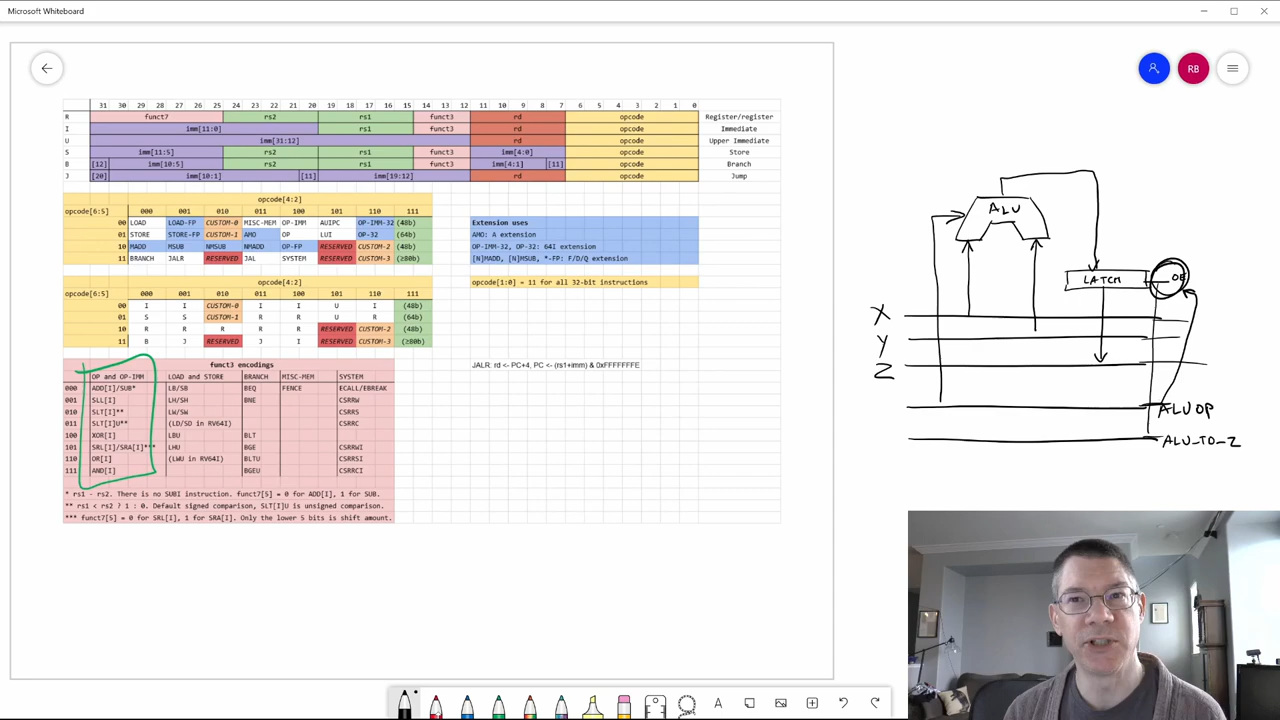 Microsoft Whiteboard
RB
31 30 29 28 27 26 25 24 23 22 21 20 19 18 17 16 15 14 13 12 11 10 9 8 7 6 5 4 3 2 1 0
R funct7 rs2 rs1 funct3 rd opcode Register/register
I imm[11:0] rs1 funct3 rd opcode Immediate
U imm[31:12] rd opcode Upper Immediate
S imm[11:5] rs2 rs1 funct3 imm[4:0] opcode Store
B [12] imm[10:5] rs2 rs1 funct3 imm[4:1] [11] opcode Branch
J [20] imm[10:1] [11] imm[19:12] rd opcode Jump
opcode[4:2]
opcode[6:5] 000 001 010 011 100 101 110 111
00 LOAD LOAD-FP CUSTOM-0 MISC-MEM OP-IMM AUIPC OP-IMM-32 (48b)
01 STORE STORE-FP CUSTOM-1 AMO OP LUI OP-32 (64b)
10 MADD MSUB NMSUB NMADD OP-FP RESERVED CUSTOM-2 (48b)
11 BRANCH JALR RESERVED JAL SYSTEM RESERVED CUSTOM-3 (≥80b)
Extension uses
AMO: A extension
OP-IMM-32, OP-32: 64I extension
[N]MADD, [N]MSUB, *-FP: F/D/Q extension
opcode[4:2]
opcode[1:0] = 11 for all 32-bit instructions
opcode[6:5] 000 001 010 011 100 101 110 111
00 I I CUSTOM-0 I I U I (48b)
01 S S CUSTOM-1 R R U R (64b)
10 R R R R R RESERVED CUSTOM-2 (48b)
11 B J RESERVED J I RESERVED CUSTOM-3 (≥80b)
funct3 encodings
JALR: rd <- PC+4, PC <- (rs1+imm) & 0xFFFFFFFE
OP and OP-IMM LOAD and STORE BRANCH MISC-MEM SYSTEM
000 ADD[I]/SUB* LB/SB BEQ FENCE ECALL/EBREAK
001 SLL[I] LH/SH BNE CSRRW
010 SLT[I]** LW/SW CSRRS
011 SLT[I]U** (LD/SD in RV64I) CSRRC
100 XOR[I] LBU BLT
101 SRL[I]/SRA[I]*** LHU BGE CSRRWI
110 OR[I] (LWU in RV64I) BLTU CSRRSI
111 AND[I] BGEU CSRRCI
* rs1 - rs2. There is no SUBI instruction. funct7[5] = 0 for ADD[I], 1 for SUB.
** rs1 < rs2 ? 1 : 0. Default signed comparison, SLT[I]U is unsigned comparison.
*** funct7[5] = 0 for SRL[I], 1 for SRA[I]. Only the lower 5 bits is shift amount.
ALU
LATCH OE
X
Y
Z
ALU OP
ALU_TO_Z